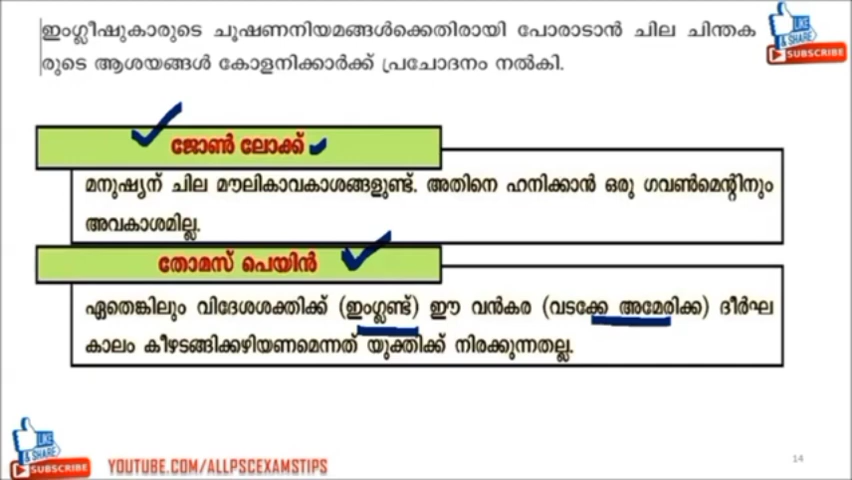 ഇംഗ്ലീഷുകാരുടെ ചൂഷണനിയമങ്ങൾക്കെതിരായി പോരാടാൻ ചില ചിന്തക
രുടെ ആശയങ്ങൾ കോളനിക്കാർക്ക് പ്രചോദനം നൽകി.
LIKE
& SHARE
SUBSCRIBE
ജോൺ ലോക്ക്
മനുഷ്യന് ചില മൗലികാവകാശങ്ങളുണ്ട്. അതിനെ ഹനിക്കാൻ ഒരു ഗവൺമെന്റിനും
അവകാശമില്ല.
തോമസ് പെയിൻ
ഏതെങ്കിലും വിദേശശക്തിക്ക് (ഇംഗ്ലണ്ട്) ഈ വൻകര (വടക്കേ അമേരിക്ക) ദീർഘ
കാലം കീഴടങ്ങിക്കഴിയണമെന്നത് യുക്തിക്ക് നിരക്കുന്നതല്ല.
LIKE
& SHARE
SUBSCRIBE
YOUTUBE.COM/ALLPSCEXAMSTIPS
14